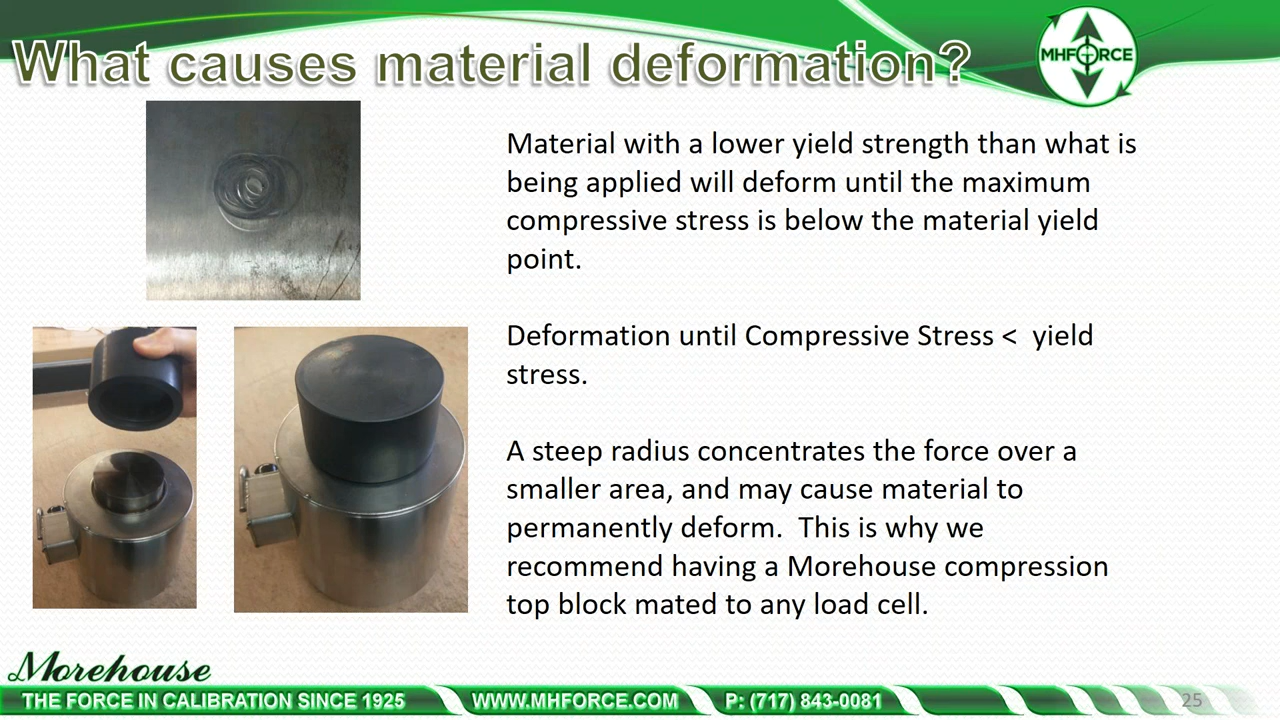 What causes material deformation?
MHFORCE
Material with a lower yield strength than what is
being applied will deform until the maximum
compressive stress is below the material yield
point.
Deformation until Compressive Stress < yield
stress.
A steep radius concentrates the force over a
smaller area, and may cause material to
permanently deform. This is why we
recommend having a Morehouse compression
top block mated to any load cell.
Morehouse
THE FORCE IN CALIBRATION SINCE 1925
WWW.MHFORCE.COM
P: (717) 843-0081
25